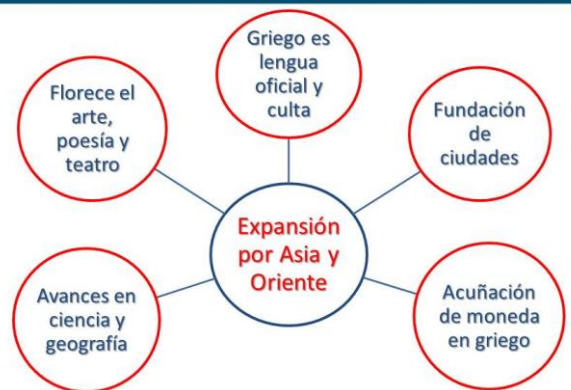 Griego es
lengua
oficial y
culta
Florece el
arte,
poesía y
teatro
Fundación
de
ciudades
Expansión
por Asia y
Oriente
Avances en
ciencia y
geografía
Acuñación
de moneda
en griego